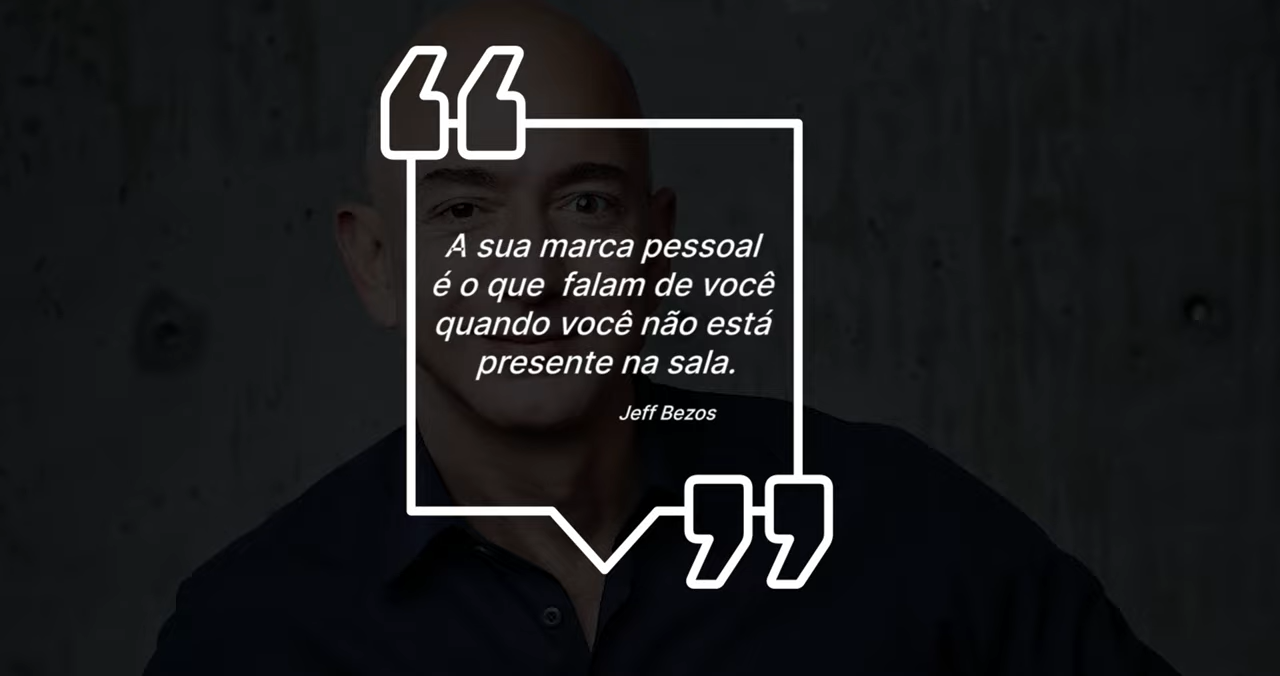 A sua marca pessoal
é o que falam de você
quando você não está
presente na sala.
Jeff Bezos